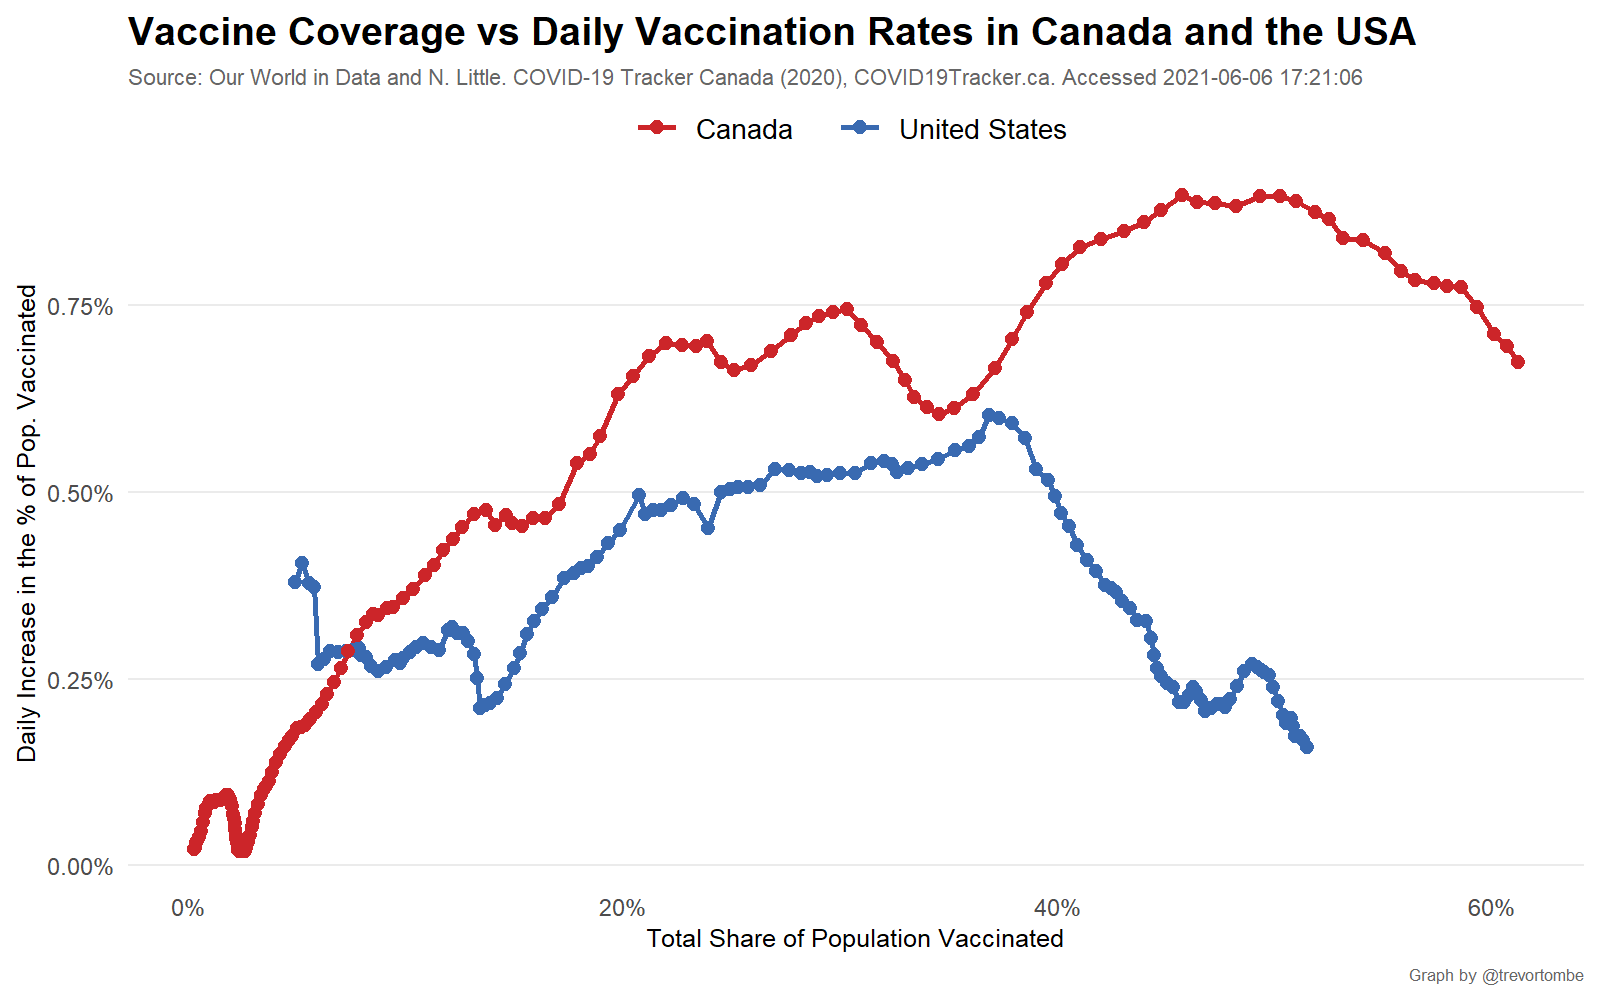 Vaccine Coverage vs Daily Vaccination Rates in Canada and the USA
Source: Our World in Data and N. Little. COVID-19 Tracker Canada (2020), COVID19Tracker.ca. Accessed 2021-06-06 17:21:06
Canada
United States
Daily Increase in the % of Pop. Vaccinated
0.75%
0.50%
0.25%
0.00%
0%
20%
40%
60%
Total Share of Population Vaccinated
Graph by @trevortombe